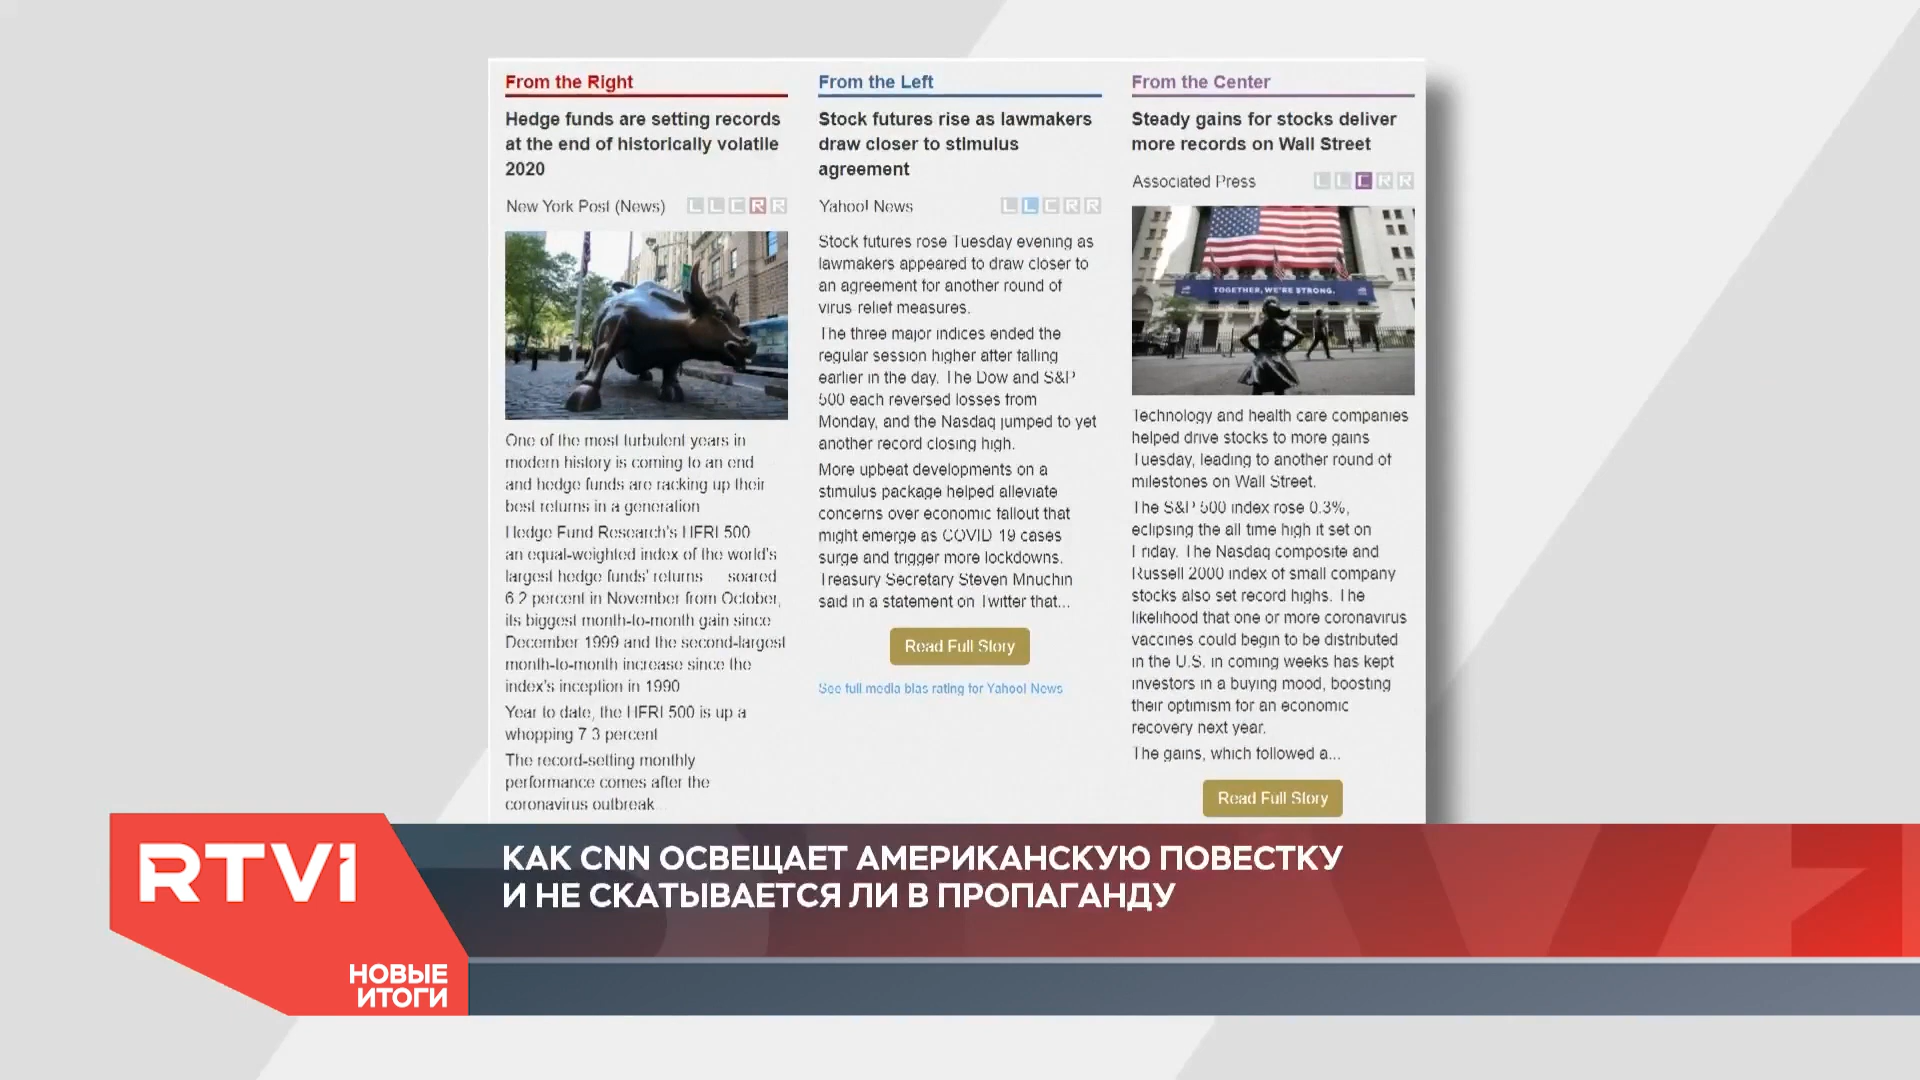 From the Right
Hedge funds are setting records
at the end of historically volatile
2020
New York Post (News)
L L C R R
One of the most turbulent years in
modern history is coming to an end
and hedge funds are racking up their
best returns in a generation
Hedge Fund Research's HFRI 500
an equal-weighted index of the world's
largest hedge funds' returns soared
6.2 percent in November from October,
its biggest month-to-month gain since
December 1999 and the second-largest
month-to-month increase since the
index's inception in 1990
Year to date, the HFRI 500 is up a
whopping 7.3 percent
The record-setting monthly
performance comes after the
coronavirus outbreak...
From the Left
Stock futures rise as lawmakers
draw closer to stimulus
agreement
Yahoo! News
L L C R R
Stock futures rose Tuesday evening as
lawmakers appeared to draw closer to
an agreement for another round of
virus relief measures.
The three major indices ended the
regular session higher after falling
earlier in the day. The Dow and S&P
500 each reversed losses from
Monday, and the Nasdaq jumped to yet
another record closing high.
More upbeat developments on a
stimulus package helped alleviate
concerns over economic fallout that
might emerge as COVID 19 cases
surge and trigger more lockdowns.
Treasury Secretary Steven Mnuchin
said in a statement on Twitter that...
Read Full Story
See full media bias rating for Yahoo! News
From the Center
Steady gains for stocks deliver
more records on Wall Street
Associated Press
L L C R R
TOGETHER, WE'RE STRONG.
Technology and health care companies
helped drive stocks to more gains
Tuesday, leading to another round of
milestones on Wall Street.
The S&P 500 index rose 0.3%,
eclipsing the all time high it set on
Friday. The Nasdaq composite and
Russell 2000 index of small company
stocks also set record highs. The
likelihood that one or more coronavirus
vaccines could begin to be distributed
in the U.S. in coming weeks has kept
investors in a buying mood, boosting
their optimism for an economic
recovery next year.
The gains, which followed a...
Read Full Story
RTVI
НОВЫЕ
ИТОГИ
КАК CNN ОСВЕЩАЕТ АМЕРИКАНСКУЮ ПОВЕСТКУ
И НЕ СКАТЫВАЕТСЯ ЛИ В ПРОПАГАНДУ